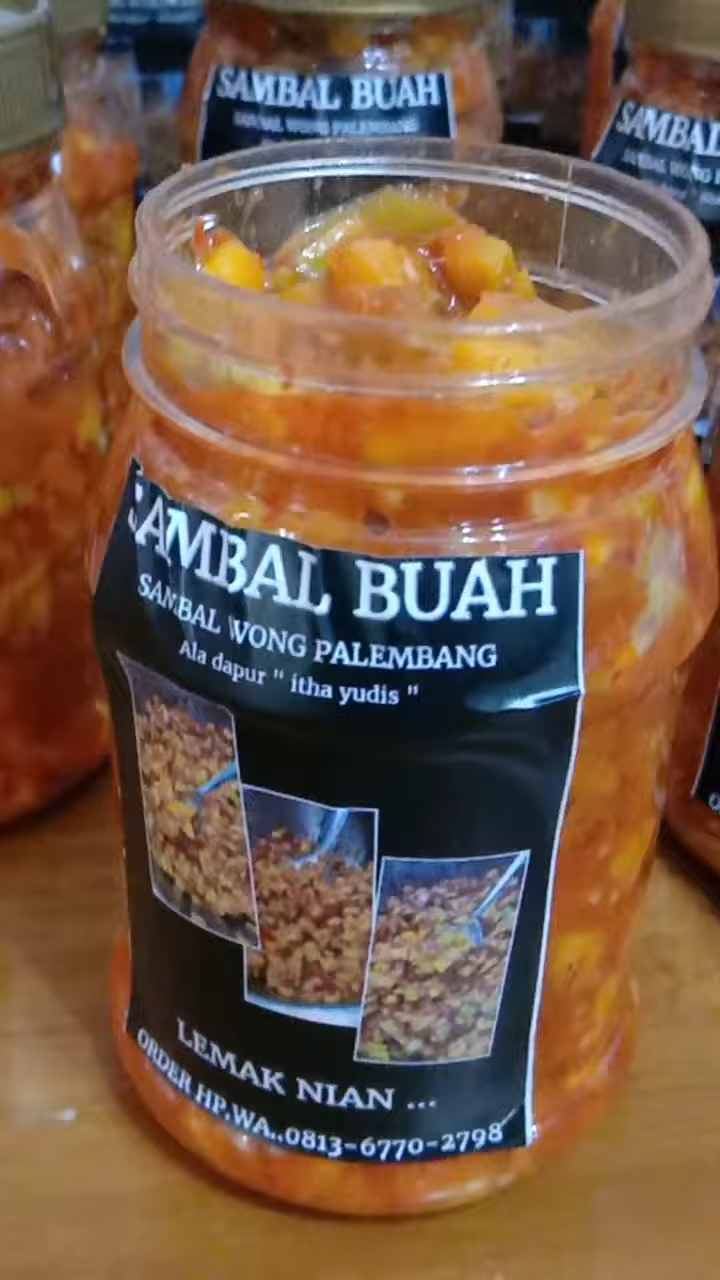 SAMBAL BUAH
SAMBAL WONG PALEMBANG
SAMBAL
SAMBAL BUAH
SAMBAL WONG PALEMBANG
Ala dapur " itha yudis "
LEMAK NIAN ...
ORDER HP.WA..0813-6770-2798